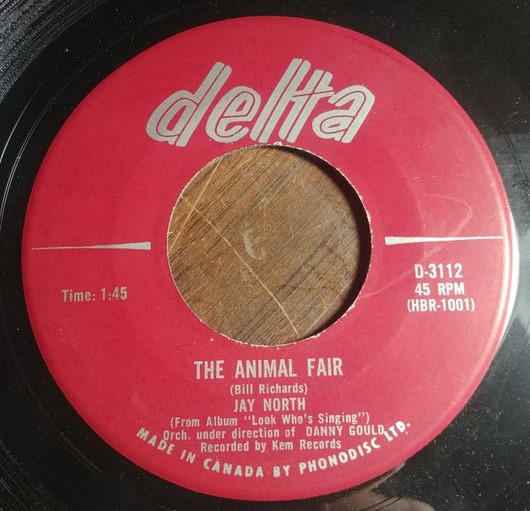 delta
Time: 1:45
D-3112
45 RPM
(HBR-1001)
THE ANIMAL FAIR
(Bill Richards)
JAY NORTH
(From Album "Look Who's Singing")
Orch. under direction of DANNY GOULD
Recorded by Kem Records
MADE IN CANADA BY PHONODISC LTD.